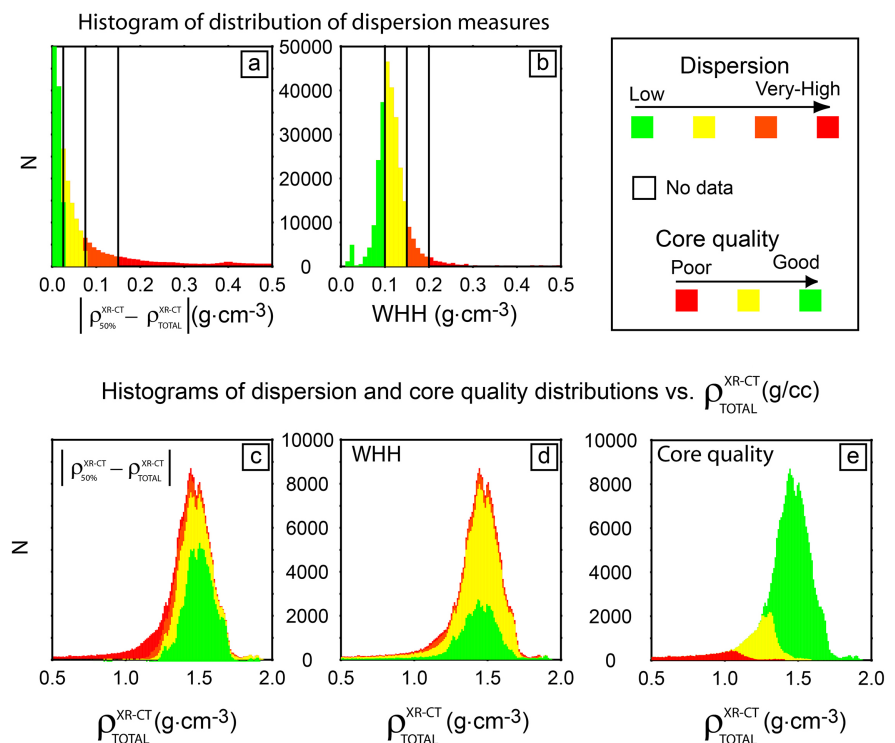 Histogram of distribution of dispersion measures
50000
40000
30000
20000
10000
0
N
a
b
0.0 0.1 0.2 0.3 0.4 0.5
0.0 0.1 0.2 0.3 0.4 0.5
|ρ50%XR-CT – ρTOTALXR-CT| (g·cm-3)
WHH (g·cm-3)
Dispersion
Low
Very-High
No data
Core quality
Poor
Good
Histograms of dispersion and core quality distributions vs. ρTOTALXR-CT (g/cc)
|ρ50%XR-CT – ρTOTALXR-CT|
c
N
0.5 1.0 1.5 2.0
ρTOTALXR-CT (g·cm-3)
10000
8000
6000
4000
2000
0
WHH
d
0.5 1.0 1.5 2.0
ρTOTALXR-CT (g·cm-3)
10000
8000
6000
4000
2000
0
Core quality
e
0.5 1.0 1.5 2.0
ρTOTALXR-CT (g·cm-3)